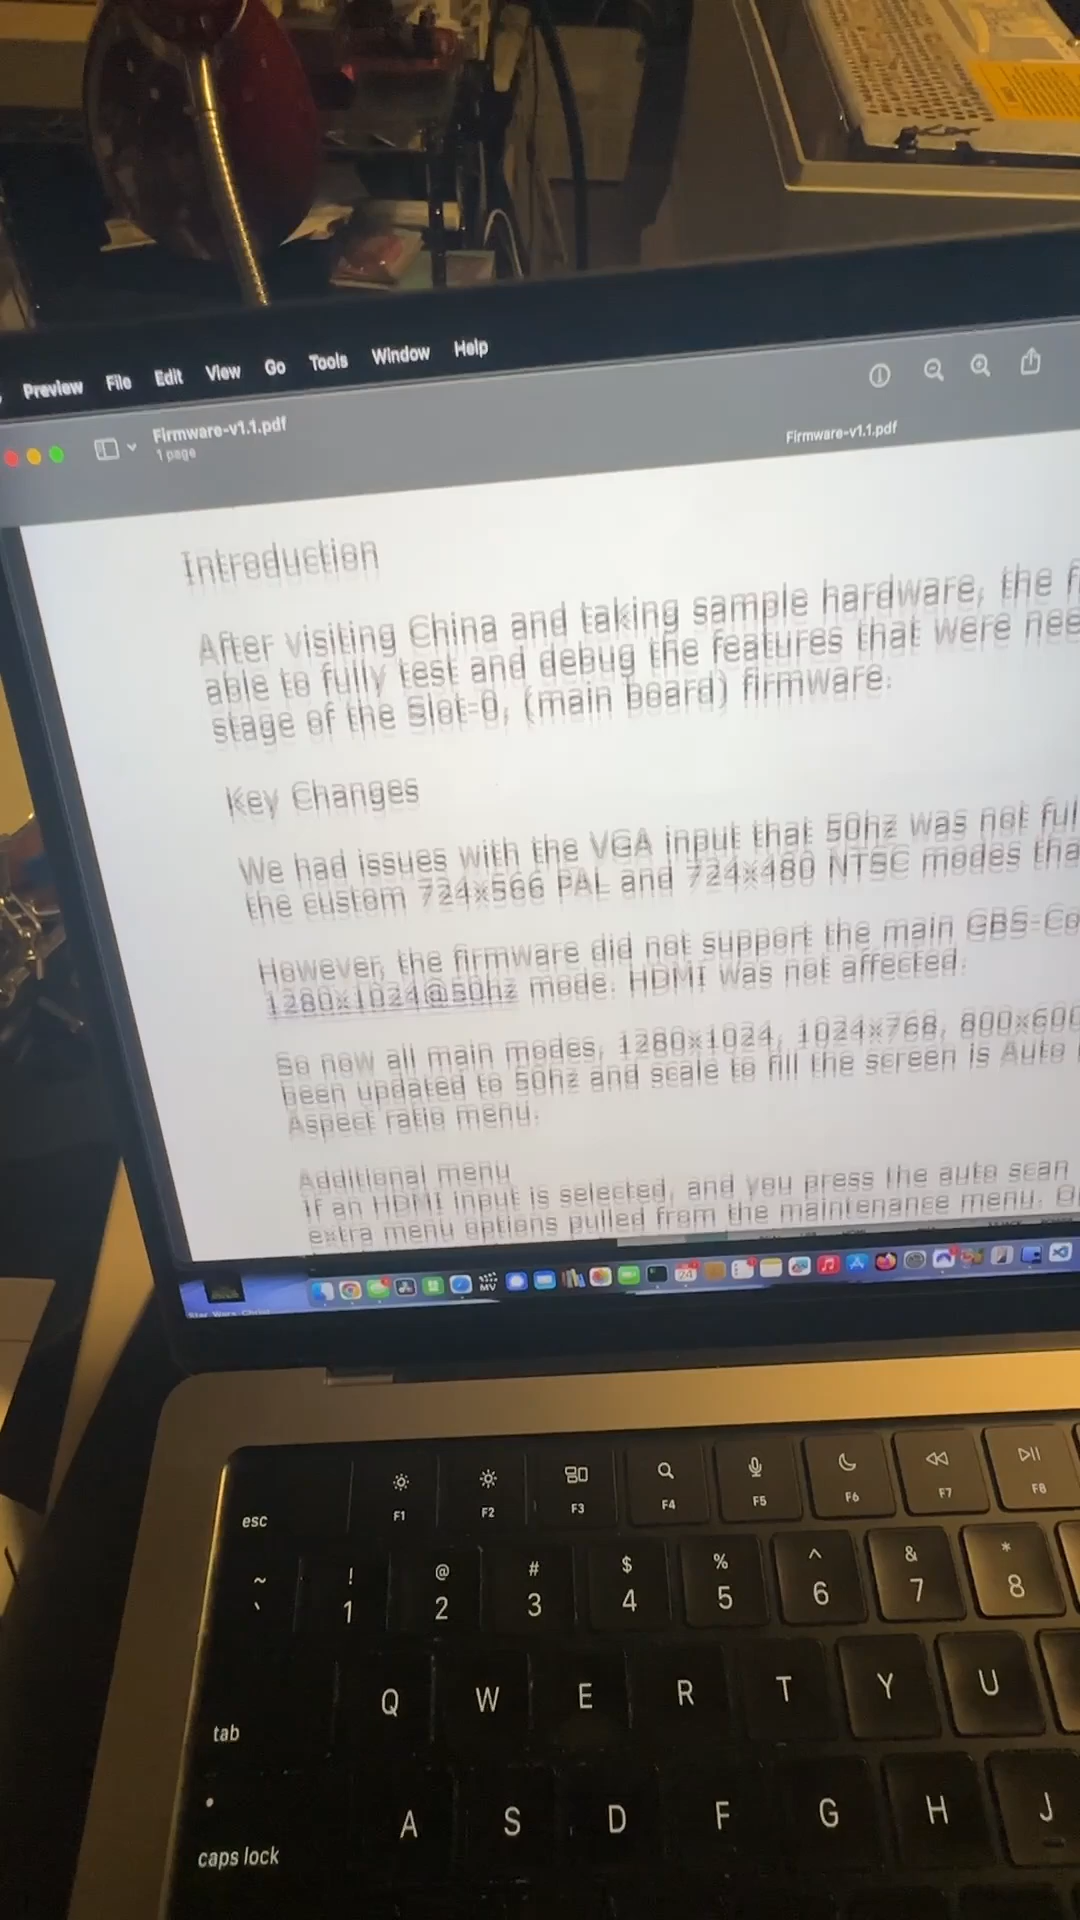 Preview File Edit View Go Tools Window Help
Firmware-v1.1.pdf
1 page
Firmware-v1.1.pdf
Introduction
After visiting China and taking sample hardware, the
able to fully test and debug the features that were
stage of the Slot-0, (main board) firmware.
Key Changes
We had issues with the VGA input that 50hz was not
the custom 724x566 PAL and 724x480 NTSC modes
However, the firmware did not support the main
1280x1024@50hz mode. HDMI was not affected.
So now all main modes, 1280x1024, 1024x768, 800x600
been updated to 50hz and scale to fill the screen is Auto
Aspect ratio menu.
Additional menu
If an HDMI input is selected, and you press the auto scan
extra menu options pulled from the maintenance menu.
MV
24
esc F1 F2 F3 F4 F5 F6 F7 F8
~ ! @ # $ % ^ & *
` 1 2 3 4 5 6 7 8
tab Q W E R T Y U
caps lock A S D F G H J